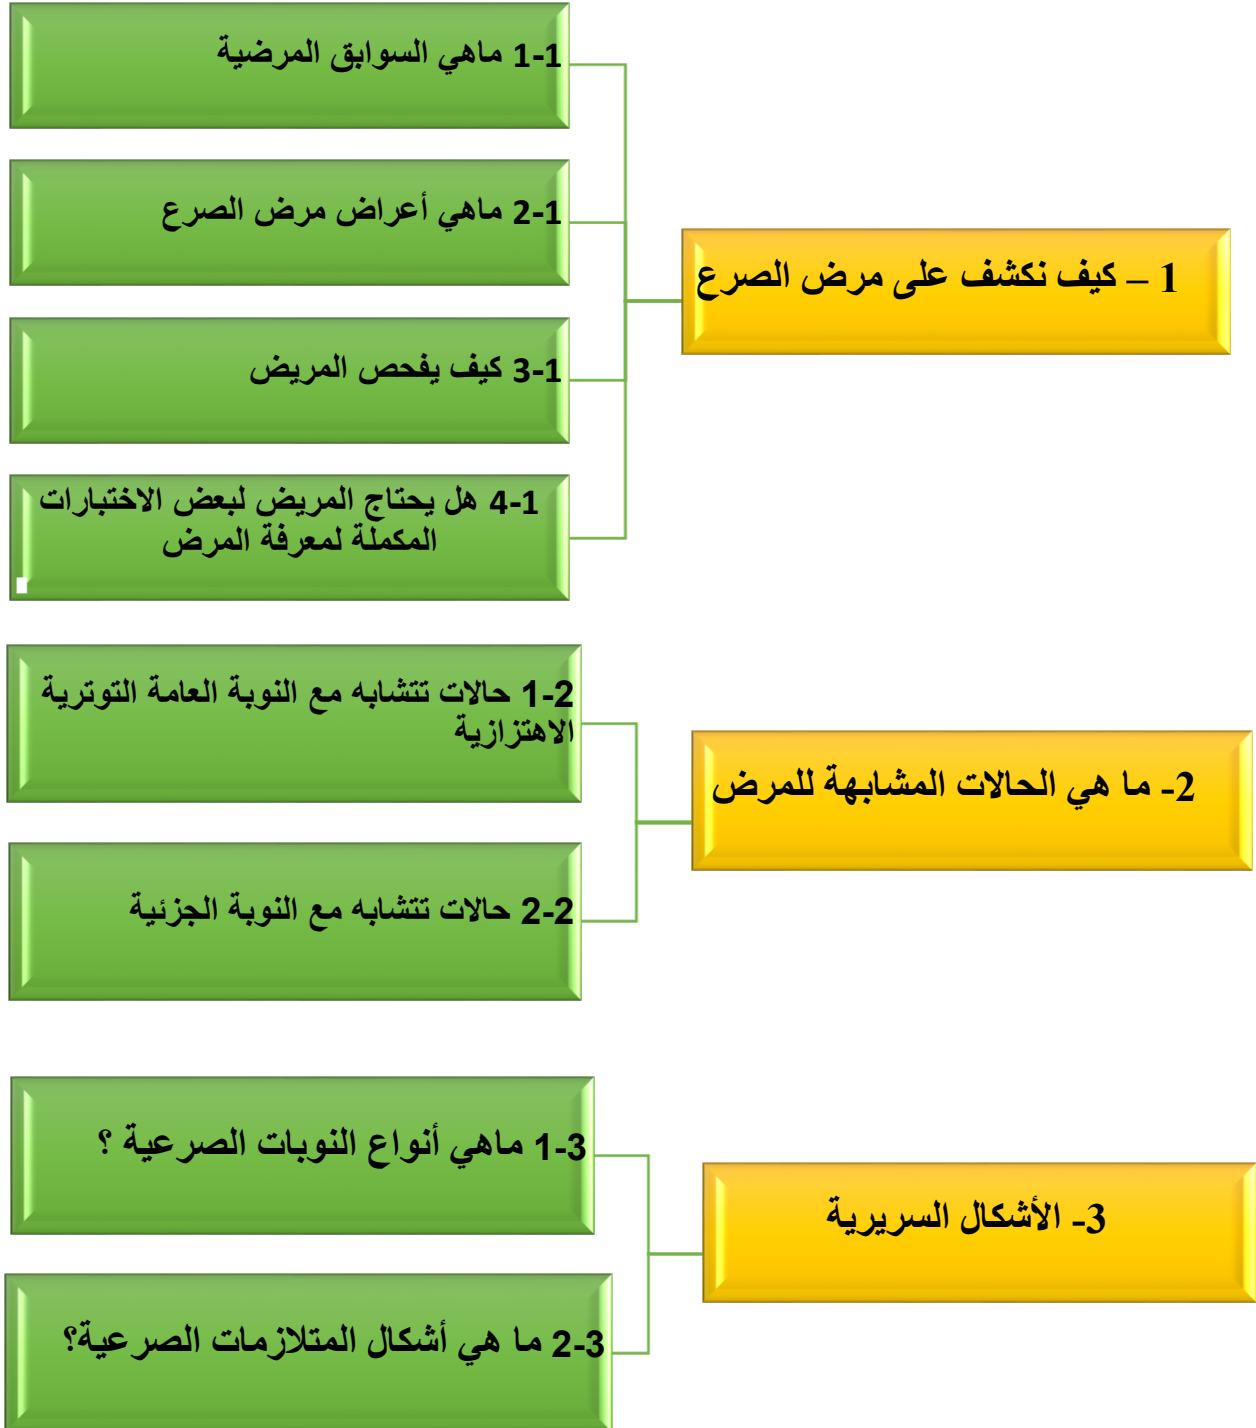 1 – كيف نكشف على مرض الصرع
1-1 ماهي السوابق المرضية
2-1 ماهي أعراض مرض الصرع
3-1 كيف يفحص المريض
4-1 هل يحتاج المريض لبعض الاختبارات
المكملة لمعرفة المرض
2- ما هي الحالات المشابهة للمرض
1-2 حالات تتشابه مع النوبة العامة التوترية
الاهتزازية
2-2 حالات تتشابه مع النوبة الجزئية
3- الأشكال السريرية
1-3 ماهي أنواع النوبات الصرعية ؟
2-3 ما هي أشكال المتلازمات الصرعية؟